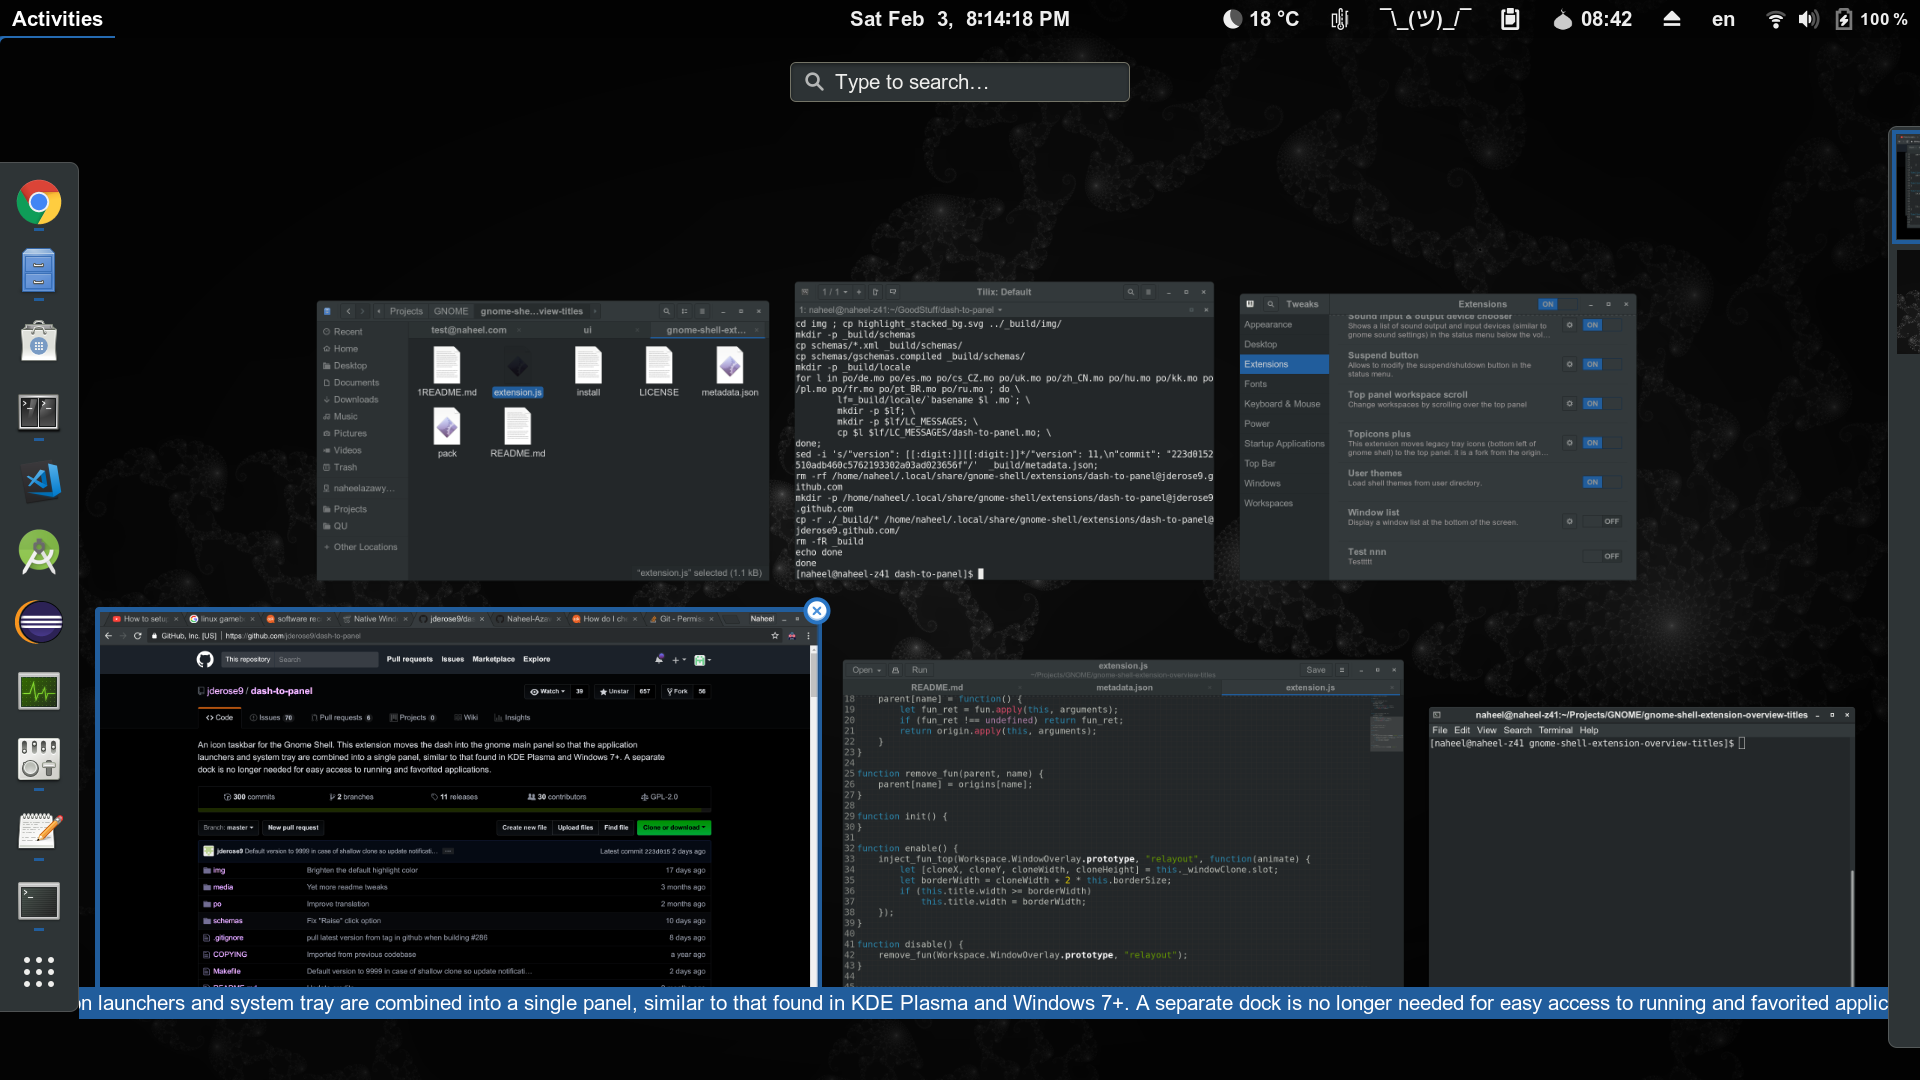 Activities
Sat Feb  3,  8:14:18 PM
18 °C
¯\_(ツ)_/¯
08:42
en
100 %
Type to search…
Projects GNOME gnome-she...view-titles
test@naheel.com ui gnome-shell-ext...
Recent
Home
Desktop
Documents
Downloads
Music
Pictures
Videos
Trash
naheelazawy...
Projects
QU
Other Locations
1README.md extension.js install LICENSE metadata.json
pack README.md
"extension.js" selected (1.1 kB)
1 / 1 Tilix: Default
1: naheel@naheel-z41:~/GoodStuff/dash-to-panel
cd img ; cp highlight_stacked_bg.svg ../_build/img/
mkdir -p _build/schemas
cp schemas/*.xml _build/schemas/
cp schemas/gschemas.compiled _build/schemas/
mkdir -p _build/locale
for l in po/de.mo po/es.mo po/cs_CZ.mo po/uk.mo po/zh_CN.mo po/hu.mo po/kk.mo po
/pl.mo po/fr.mo po/pt_BR.mo po/ru.mo ; do \
lf=_build/locale/`basename $l .mo`; \
mkdir -p $lf; \
mkdir -p $lf/LC_MESSAGES; \
cp $l $lf/LC_MESSAGES/dash-to-panel.mo; \
done;
sed -i 's/"version": [[:digit:]][[:digit:]]*/"version": 11,\n"commit": "223d0152
510adb460c5762193302a03ad023656f"/'  _build/metadata.json;
rm -rf /home/naheel/.local/share/gnome-shell/extensions/dash-to-panel@jderose9.g
ithub.com
mkdir -p /home/naheel/.local/share/gnome-shell/extensions/dash-to-panel@jderose9
.github.com
cp -r ./_build/* /home/naheel/.local/share/gnome-shell/extensions/dash-to-panel@
jderose9.github.com/
rm -fR _build
echo done
done
[naheel@naheel-z41 dash-to-panel]$
Tweaks Extensions ON
Appearance
Desktop
Extensions
Fonts
Keyboard & Mouse
Power
Startup Applications
Top Bar
Windows
Workspaces
Sound input & output device chooser
Shows a list of sound output and input devices (similar to
gnome sound settings) in the status menu below the vol...
ON
Suspend button
Allows to modify the suspend/shutdown button in the
status menu.
ON
Top panel workspace scroll
Change workspaces by scrolling over the top panel
ON
Topicons plus
This extension moves legacy tray icons (bottom left of
gnome shell) to the top panel. It is a fork from the origin...
ON
User themes
Load shell themes from user directory.
ON
Window list
Display a window list at the bottom of the screen.
OFF
Test nnn
Testttt!
OFF
How to setu linux gameb software rec Native Wind jderose9/das Naheel-Aza How do I ch Git - Permis Naheel
GitHub, Inc. [US] https://github.com/jderose9/dash-to-panel
This repository Search Pull requests Issues Marketplace Explore
jderose9 / dash-to-panel
Watch 39 Unstar 657 Fork 56
Code Issues 70 Pull requests 6 Projects 0 Wiki Insights
An icon taskbar for the Gnome Shell. This extension moves the dash into the gnome main panel so that the application
launchers and system tray are combined into a single panel, similar to that found in KDE Plasma and Windows 7+. A separate
dock is no longer needed for easy access to running and favorited applications.
300 commits 2 branches 11 releases 30 contributors GPL-2.0
Branch: master New pull request Create new file Upload files Find file Clone or download
jderose9 Default version to 9999 in case of shallow clone so update notificati... Latest commit 223d015 2 days ago
img Brighten the default highlight color 17 days ago
media Yet more readme tweaks 3 months ago
po Improve translation 2 months ago
schemas Fix "Raise" click option 10 days ago
.gitignore pull latest version from tag in github when building #286 8 days ago
COPYING Imported from previous codebase a year ago
Makefile Default version to 9999 in case of shallow clone so update notificati... 2 days ago
Open Run extension.js Save
~/Projects/GNOME/gnome-shell-extension-overview-titles
README.md metadata.json extension.js
18 parent[name] = function() {
19 let fun_ret = fun.apply(this, arguments);
20 if (fun_ret !== undefined) return fun_ret;
21 return origin.apply(this, arguments);
22 }
23 }
24
25 function remove_fun(parent, name) {
26 parent[name] = origins[name];
27 }
28
29 function init() {
30 }
31
32 function enable() {
33 inject_fun_top(Workspace.WindowOverlay.prototype, "relayout", function(animate) {
34 let [cloneX, cloneY, cloneWidth, cloneHeight] = this._windowClone.slot;
35 let borderWidth = cloneWidth + 2 * this.borderSize;
36 if (this.title.width >= borderWidth)
37 this.title.width = borderWidth;
38 });
39 }
40
41 function disable() {
42 remove_fun(Workspace.WindowOverlay.prototype, "relayout");
43 }
44
naheel@naheel-z41:~/Projects/GNOME/gnome-shell-extension-overview-titles
File Edit View Search Terminal Help
[naheel@naheel-z41 gnome-shell-extension-overview-titles]$
on launchers and system tray are combined into a single panel, similar to that found in KDE Plasma and Windows 7+. A separate dock is no longer needed for easy access to running and favorited applic